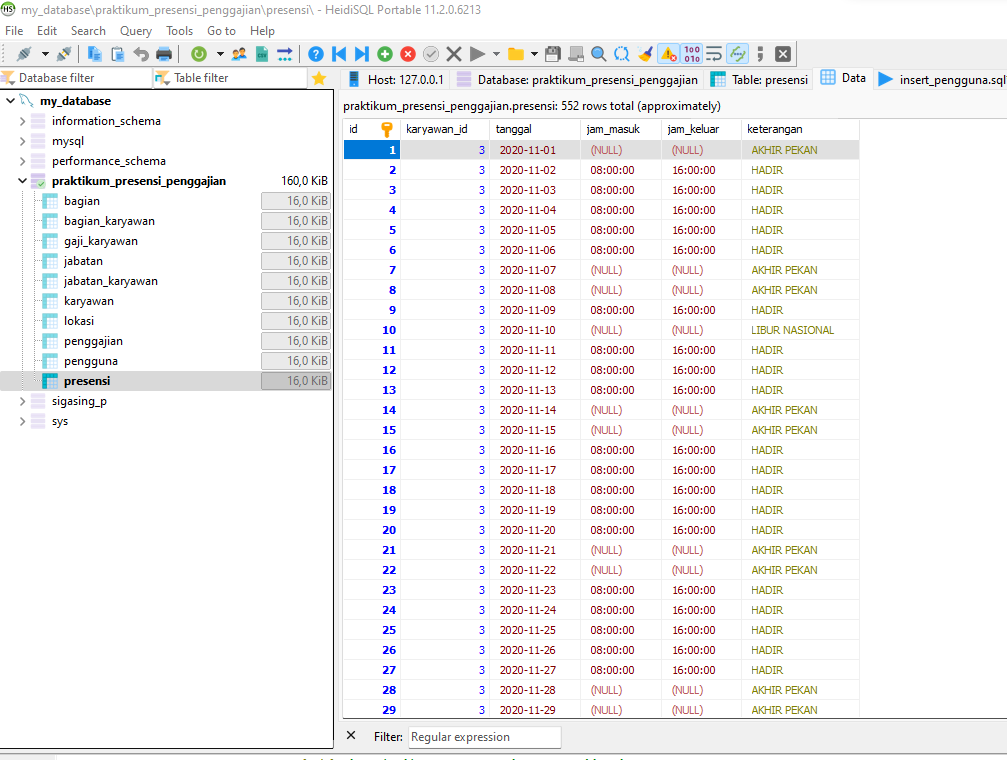 my_database\praktikum_presensi_penggajian\presensi\ - HeidiSQL Portable 11.2.0.6213
File Edit Search Query Tools Go to Help
Database filter Table filter Host: 127.0.0.1 Database: praktikum_presensi_penggajian Table: presensi Data insert_pengguna.sql
my_database
information_schema
mysql
performance_schema
praktikum_presensi_penggajian 160,0 KiB
bagian 16,0 KiB
bagian_karyawan 16,0 KiB
gaji_karyawan 16,0 KiB
jabatan 16,0 KiB
jabatan_karyawan 16,0 KiB
karyawan 16,0 KiB
lokasi 16,0 KiB
penggajian 16,0 KiB
pengguna 16,0 KiB
presensi 16,0 KiB
sigasing_p
sys
praktikum_presensi_penggajian.presensi: 552 rows total (approximately)
id karyawan_id tanggal jam_masuk jam_keluar keterangan
1 3 2020-11-01 (NULL) (NULL) AKHIR PEKAN
2 3 2020-11-02 08:00:00 16:00:00 HADIR
3 3 2020-11-03 08:00:00 16:00:00 HADIR
4 3 2020-11-04 08:00:00 16:00:00 HADIR
5 3 2020-11-05 08:00:00 16:00:00 HADIR
6 3 2020-11-06 08:00:00 16:00:00 HADIR
7 3 2020-11-07 (NULL) (NULL) AKHIR PEKAN
8 3 2020-11-08 (NULL) (NULL) AKHIR PEKAN
9 3 2020-11-09 08:00:00 16:00:00 HADIR
10 3 2020-11-10 (NULL) (NULL) LIBUR NASIONAL
11 3 2020-11-11 08:00:00 16:00:00 HADIR
12 3 2020-11-12 08:00:00 16:00:00 HADIR
13 3 2020-11-13 08:00:00 16:00:00 HADIR
14 3 2020-11-14 (NULL) (NULL) AKHIR PEKAN
15 3 2020-11-15 (NULL) (NULL) AKHIR PEKAN
16 3 2020-11-16 08:00:00 16:00:00 HADIR
17 3 2020-11-17 08:00:00 16:00:00 HADIR
18 3 2020-11-18 08:00:00 16:00:00 HADIR
19 3 2020-11-19 08:00:00 16:00:00 HADIR
20 3 2020-11-20 08:00:00 16:00:00 HADIR
21 3 2020-11-21 (NULL) (NULL) AKHIR PEKAN
22 3 2020-11-22 (NULL) (NULL) AKHIR PEKAN
23 3 2020-11-23 08:00:00 16:00:00 HADIR
24 3 2020-11-24 08:00:00 16:00:00 HADIR
25 3 2020-11-25 08:00:00 16:00:00 HADIR
26 3 2020-11-26 08:00:00 16:00:00 HADIR
27 3 2020-11-27 08:00:00 16:00:00 HADIR
28 3 2020-11-28 (NULL) (NULL) AKHIR PEKAN
29 3 2020-11-29 (NULL) (NULL) AKHIR PEKAN
Filter: Regular expression